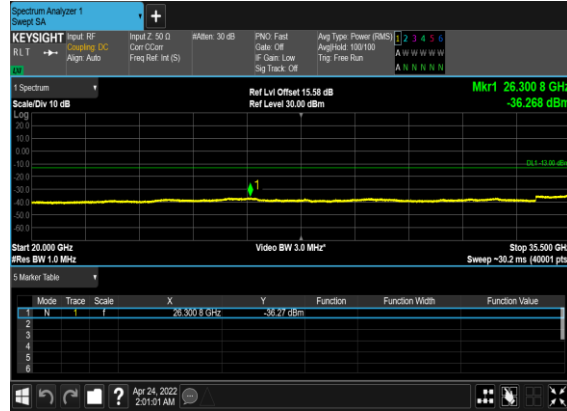 Spectrum Analyzer 1
Swept SA
KEYSIGHT Input: RF Input Z: 50 Ω #Atten: 30 dB PNO: Fast Avg Type: Power (RMS) 1 2 3 4 5 6
RLT Coupling: DC Corr CCorr Gate: Off Avg|Hold: 100/100 A W W W W W
Align: Auto Freq Ref: Int (S) IF Gain: Low Trig: Free Run
Sig Track: Off A N N N N N
1 Spectrum Ref Lvl Offset 15.58 dB Mkr1 26.300 8 GHz
Scale/Div 10 dB Ref Level 30.00 dBm -36.268 dBm
Log
20.0
10.0
0.00
-10.0
DL1 -13.00 dBm
-20.0
-30.0
1
-40.0
-50.0
-60.0
Start 20.000 GHz Video BW 3.0 MHz* Stop 35.500 GHz
#Res BW 1.0 MHz Sweep ~30.2 ms (40001 pts)
5 Marker Table
Mode Trace Scale X Y Function Function Width Function Value
1 N 1 f 26.300 8 GHz -36.27 dBm
2
3
4
5
6
Apr 24, 2022
2:01:01 AM